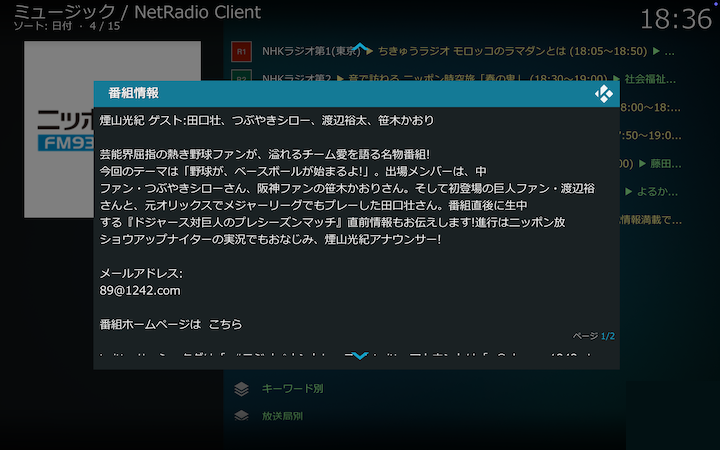 ミュージック / NetRadio Client
ソート: 日付 ・ 4 / 15
18:36
R1 NHKラジオ第1(東京) ▶ ちきゅうラジオ モロッコのラマダンとは (18:05～18:50) ▶ ...
NHKラジオ第2 ▶ 音で訪ねる ニッポン時空旅「春の鬼」 (18:30～19:00) ▶ 社会福祉...
ニッポ
FM93
:00～18:...
▶ 藤田...
▶ よるか...
情報満載で...
番組情報
煙山光紀 ゲスト:田口壮、つぶやきシロー、渡辺裕太、笹木かおり
芸能界屈指の熱き野球ファンが、溢れるチーム愛を語る名物番組!
今回のテーマは「野球が、ベースボールが始まるよ!」。出場メンバーは、中
ファン・つぶやきシローさん、阪神ファンの笹木かおりさん。そして初登場の巨人ファン・渡辺裕
さんと、元オリックスでメジャーリーグでもプレーした田口壮さん。番組直後に生中
する『ドジャース対巨人のプレシーズンマッチ』直前情報もお伝えします!進行はニッポン放
ショウアップナイターの実況でもおなじみ、煙山光紀アナウンサー!
メールアドレス:
89@1242.com
番組ホームページは こちら
ページ 1/2
キーワード別
放送局別